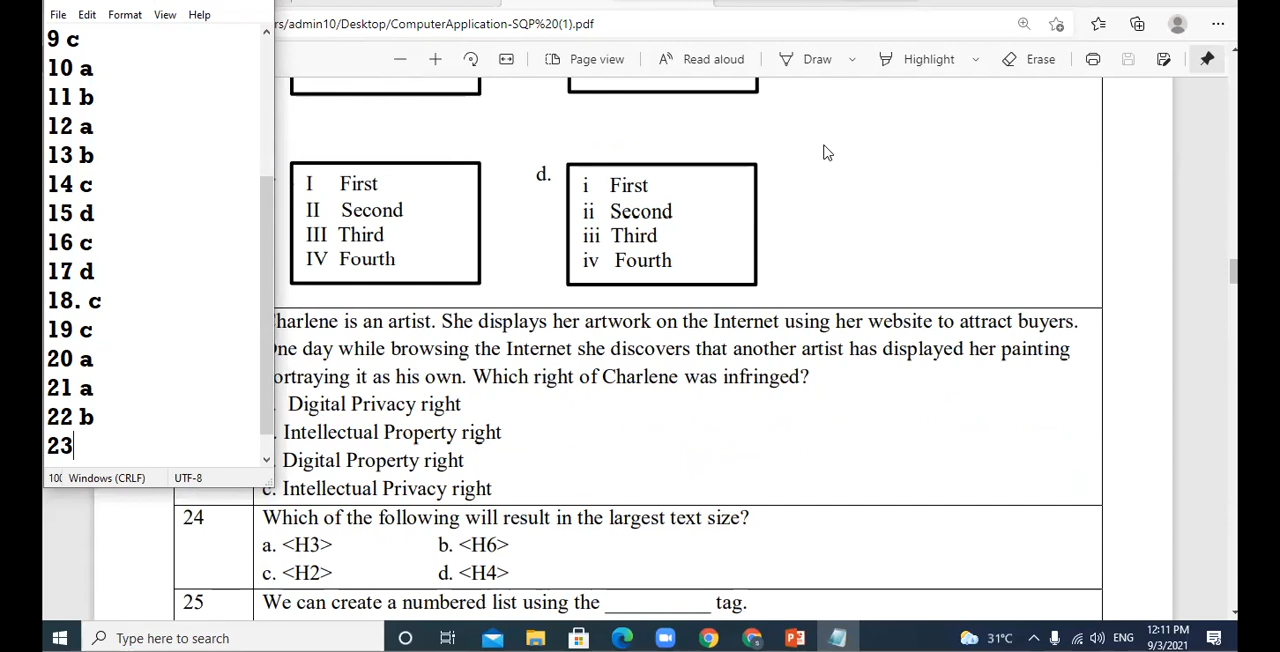 File Edit Format View Help
rs/admin10/Desktop/ComputerApplication-SQP%20(1).pdf
Page view
Read aloud
Draw
Highlight
Erase
9 c
10 a
11 b
12 a
13 b
14 c
15 d
16 c
17 d
18. c
19 c
20 a
21 a
22 b
23
100 Windows (CRLF) UTF-8
I First
II Second
III Third
IV Fourth
d.
i First
ii Second
iii Third
iv Fourth
Charlene is an artist. She displays her artwork on the Internet using her website to attract buyers.
One day while browsing the Internet she discovers that another artist has displayed her painting
ortraying it as his own. Which right of Charlene was infringed?
. Digital Privacy right
. Intellectual Property right
. Digital Property right
c. Intellectual Privacy right
24 Which of the following will result in the largest text size?
a. <H3> b. <H6>
c. <H2> d. <H4>
25 We can create a numbered list using the __________ tag.
Type here to search
31°C ENG
12:11 PM
9/3/2021